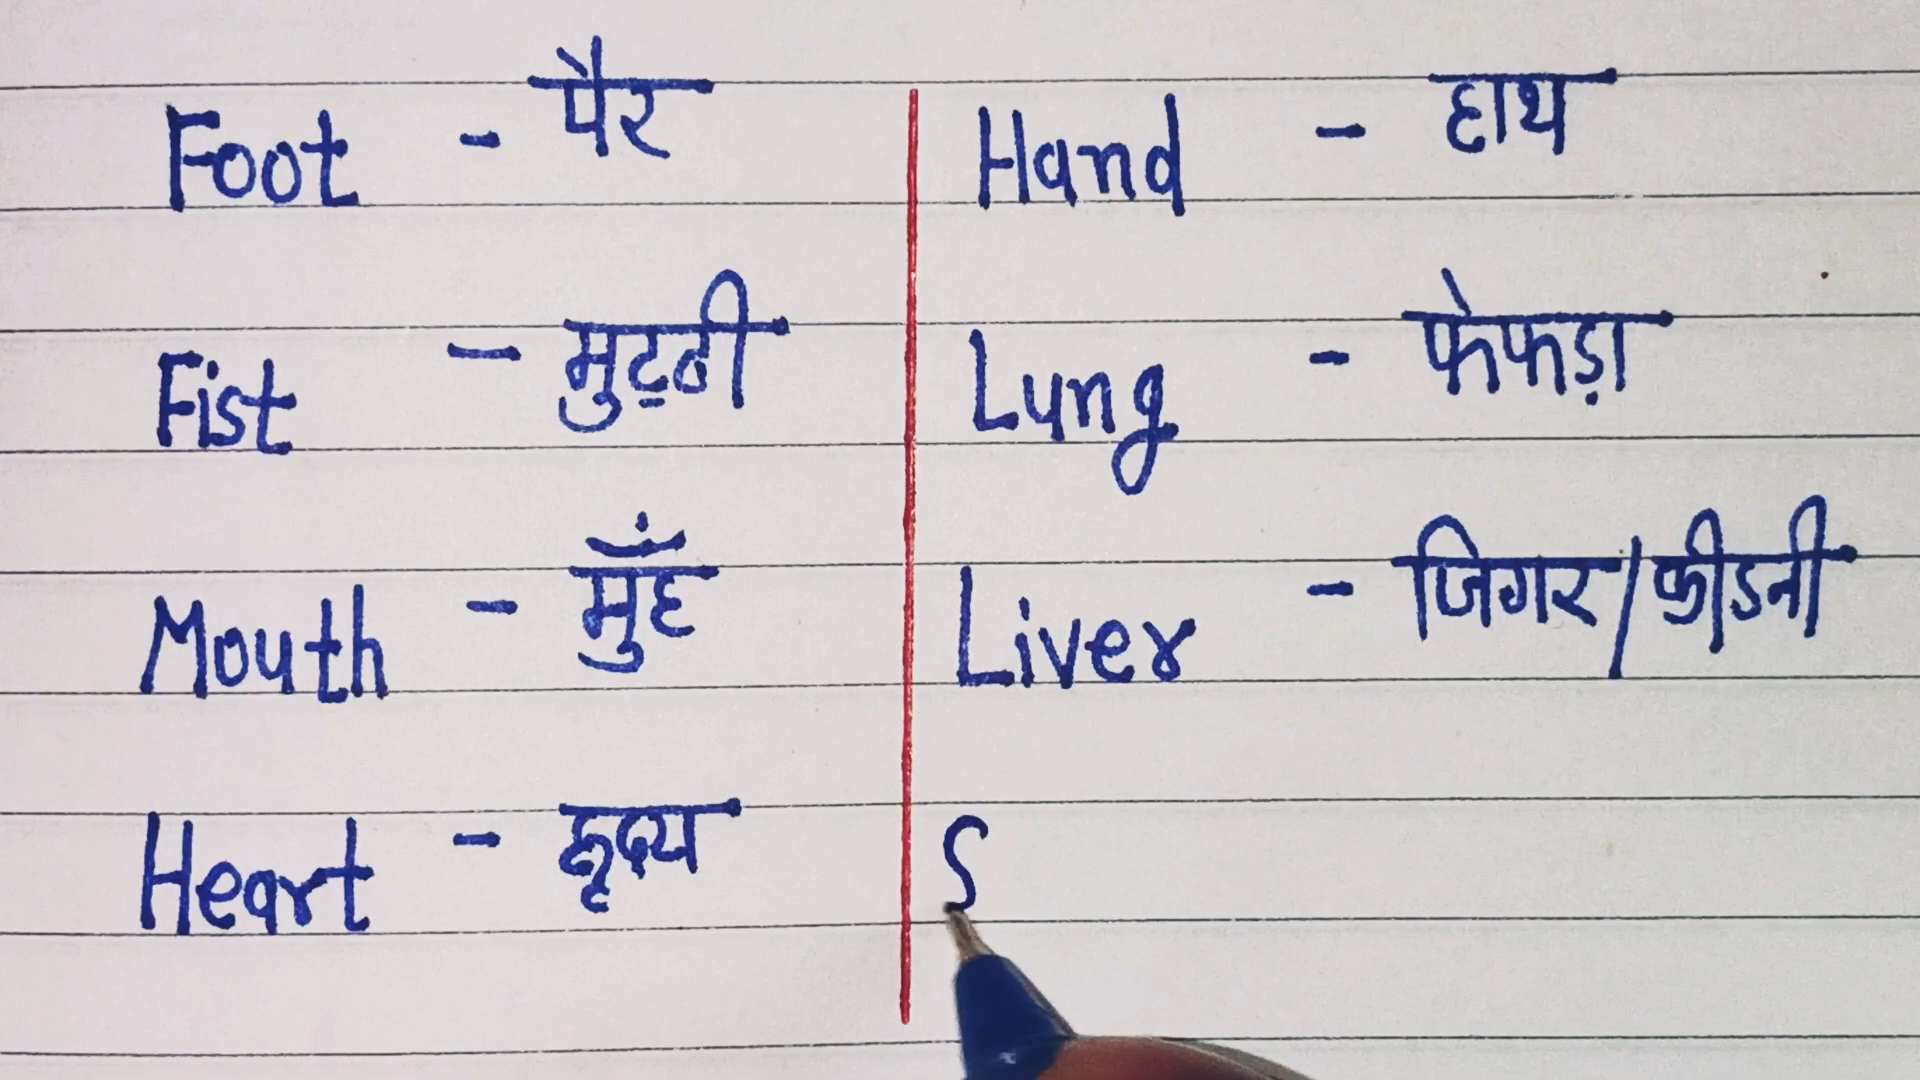 Foot - पैर
Fist - मुट्ठी
Mouth - मुँह
Heart - हृदय
Hand - हाथ
Lung - फेफड़ा
Liver - जिगर/कीडनी
S